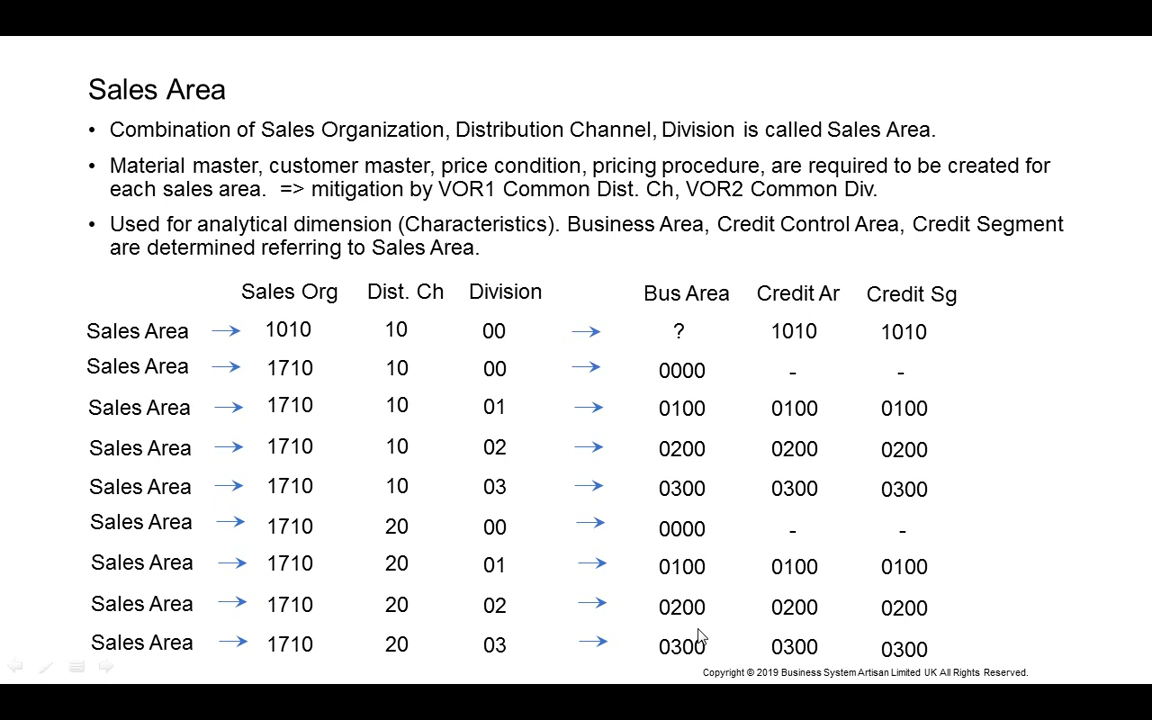 Sales Area
• Combination of Sales Organization, Distribution Channel, Division is called Sales Area.
• Material master, customer master, price condition, pricing procedure, are required to be created for
each sales area. => mitigation by VOR1 Common Dist. Ch, VOR2 Common Div.
• Used for analytical dimension (Characteristics). Business Area, Credit Control Area, Credit Segment
are determined referring to Sales Area.
Sales Org Dist. Ch Division Bus Area Credit Ar Credit Sg
Sales Area → 1010 10 00 → ? 1010 1010
Sales Area → 1710 10 00 → 0000 - -
Sales Area → 1710 10 01 → 0100 0100 0100
Sales Area → 1710 10 02 → 0200 0200 0200
Sales Area → 1710 10 03 → 0300 0300 0300
Sales Area → 1710 20 00 → 0000 - -
Sales Area → 1710 20 01 → 0100 0100 0100
Sales Area → 1710 20 02 → 0200 0200 0200
Sales Area → 1710 20 03 → 0300 0300 0300
Copyright © 2019 Business System Artisan Limited UK All Rights Reserved.